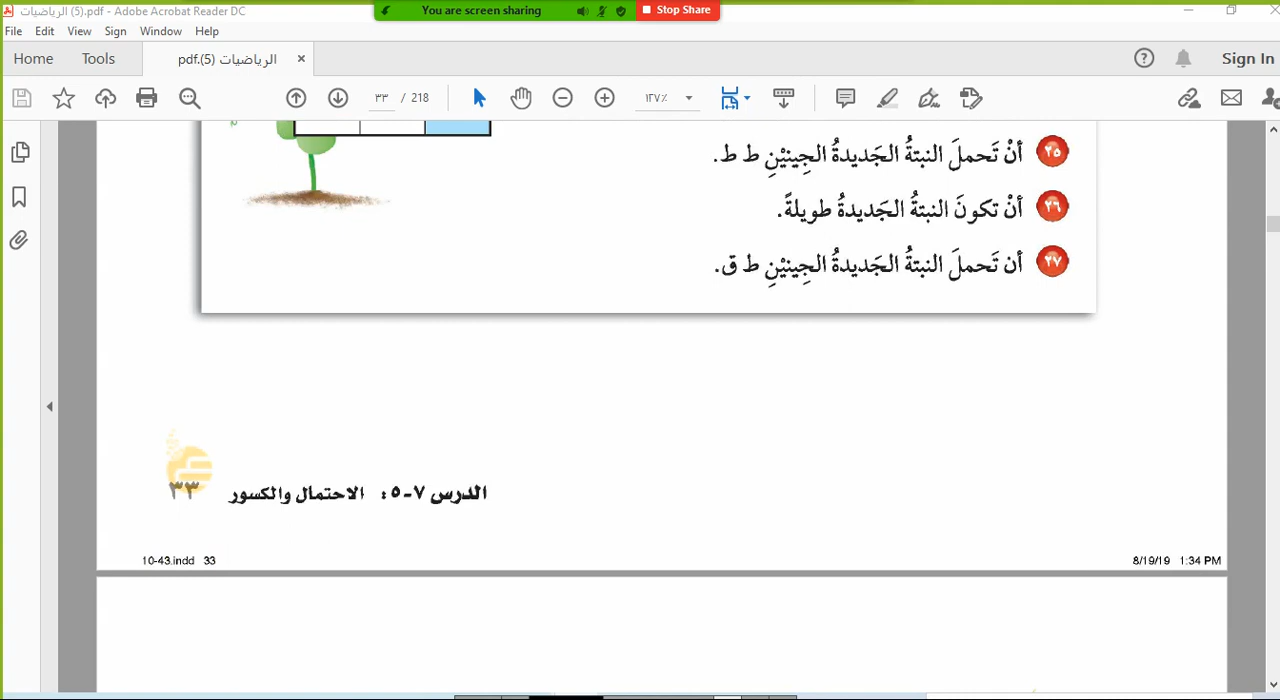 الرياضيات (5).pdf - Adobe Acrobat Reader DC
You are screen sharing
Stop Share
File Edit View Sign Window Help
Home Tools
الرياضيات (5).pdf
Sign In
٣٣ / 218
١٢٧٪
٢٥ أنْ تَحملَ النبتةُ الجَديدةُ الجِينيْنِ ط ط.
٢٦ أنْ تكونَ النبتةُ الجَديدةُ طويلةً.
٢٧ أن تَحملَ النبتةُ الجَديدةُ الجِينيْنِ ط ق.
الدرس ٧-٥: الاحتمال والكسور ٣٣
10-43.indd 33
8/19/19 1:34 PM